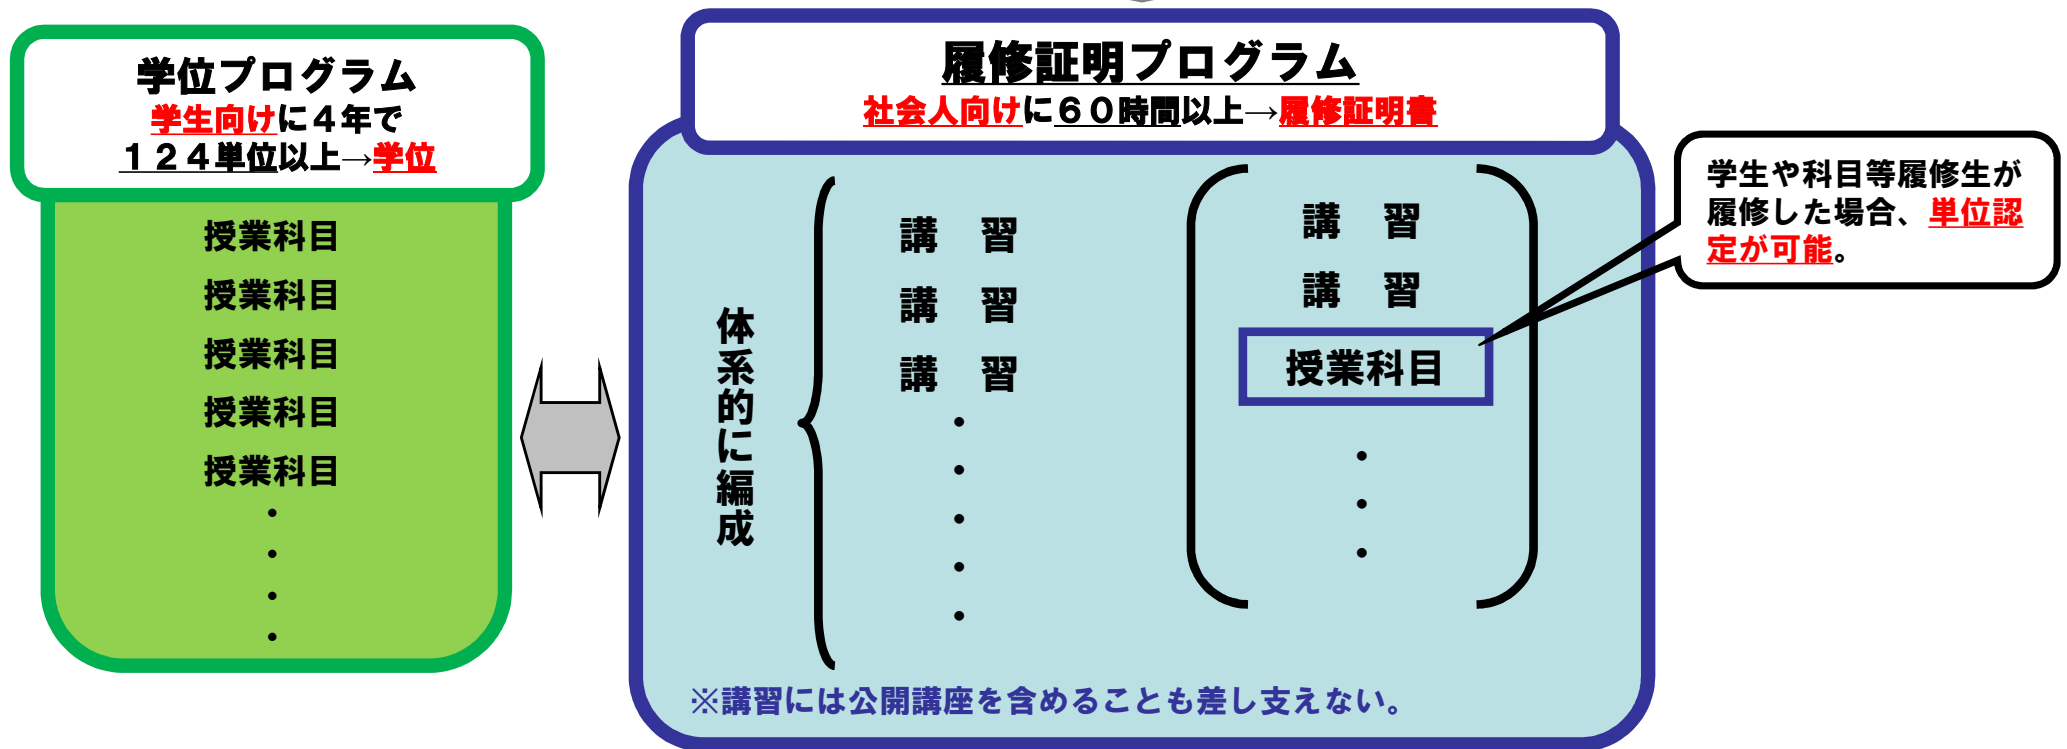 学位プログラム
学生向けに４年で
１２４単位以上→学位
授業科目
授業科目
授業科目
授業科目
授業科目
・
・
・
・
履修証明プログラム
社会人向けに６０時間以上→履修証明書
体系的に編成
講　習
講　習
講　習
・
・
・
・
・
講　習
講　習
授業科目
・
・
・
学生や科目等履修生が
履修した場合、単位認
定が可能。
※講習には公開講座を含めることも差し支えない。